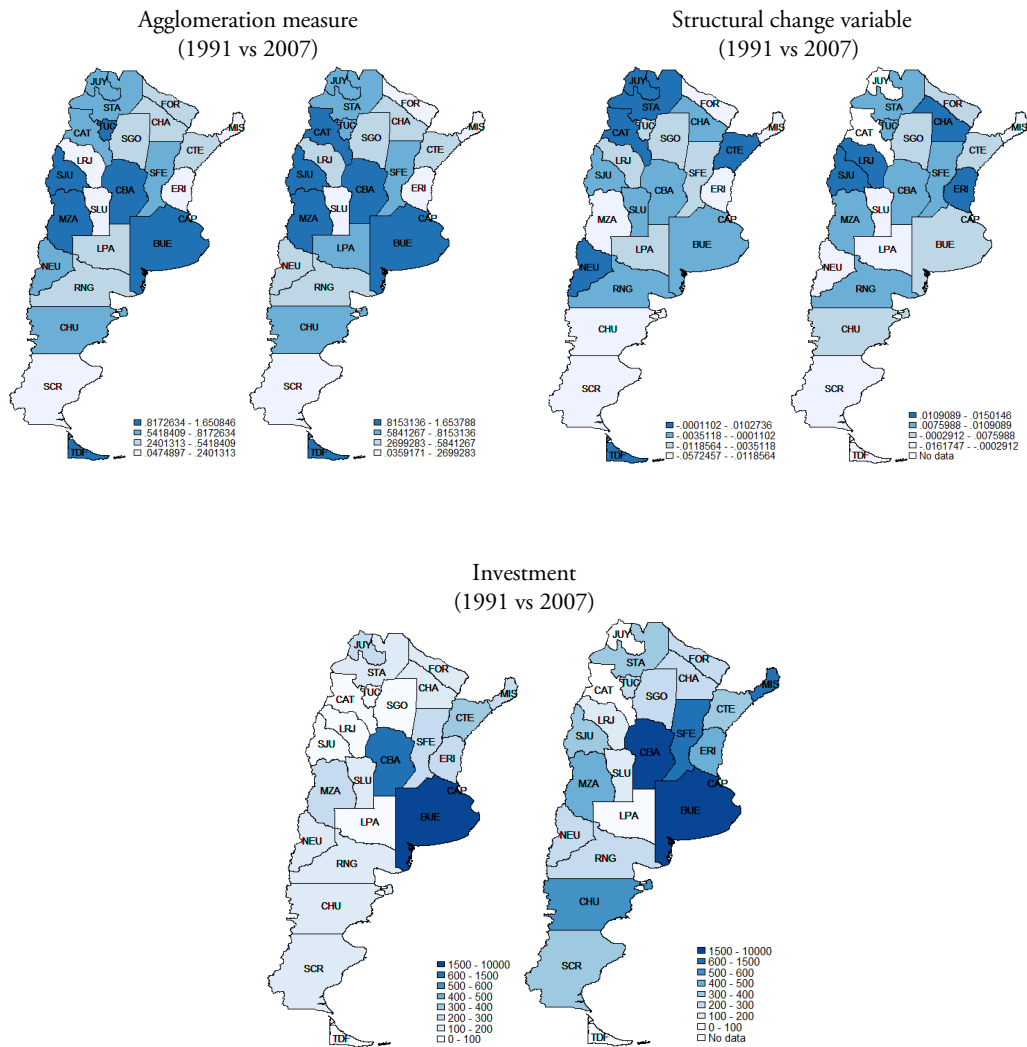 Agglomeration measure
(1991 vs 2007)
JUY
STA
FOR
CHA
CAT
TUC
SGO
MIS
CTE
LRJ
SFE
SJU
CBA
ERI
SLU
MZA
CAP
BUE
LPA
NEU
RNG
CHU
SCR
TDF
.8172634 - 1.650846
.5418409 - .8172634
.2401313 - .5418409
.0474897 - .2401313
JUY
STA
FOR
CHA
CAT
TUC
SGO
MIS
CTE
LRJ
SFE
SJU
CBA
ERI
SLU
MZA
CAP
BUE
LPA
NEU
RNG
CHU
SCR
TDF
.8153136 - 1.653788
.5841267 - .8153136
.2699283 - .5841267
.0359171 - .2699283
Structural change variable
(1991 vs 2007)
JUY
STA
FOR
CHA
CAT
TUC
SGO
MIS
CTE
LRJ
SFE
SJU
CBA
ERI
SLU
MZA
CAP
BUE
LPA
NEU
RNG
CHU
SCR
TDF
-.0001102 - .0102736
-.0035118 - -.0001102
-.0118564 - -.0035118
-.0572457 - -.0118564
JUY
STA
FOR
CHA
CAT
TUC
SGO
MIS
CTE
LRJ
SFE
SJU
CBA
ERI
SLU
MZA
CAP
BUE
LPA
NEU
RNG
CHU
SCR
TDF
.0109089 - .0150146
.0075988 - .0109089
-.0002912 - .0075988
-.0161747 - -.0002912
No data
Investment
(1991 vs 2007)
JUY
STA
FOR
CHA
CAT
TUC
SGO
MIS
CTE
LRJ
SFE
SJU
CBA
ERI
SLU
MZA
CAP
BUE
LPA
NEU
RNG
CHU
SCR
TDF
1500 - 10000
600 - 1500
500 - 600
400 - 500
300 - 400
200 - 300
100 - 200
0 - 100
JUY
STA
FOR
CHA
CAT
TUC
SGO
MIS
CTE
LRJ
SFE
SJU
CBA
ERI
SLU
MZA
CAP
BUE
LPA
NEU
RNG
CHU
SCR
TDF
1500 - 10000
600 - 1500
500 - 600
400 - 500
300 - 400
200 - 300
100 - 200
0 - 100
No data